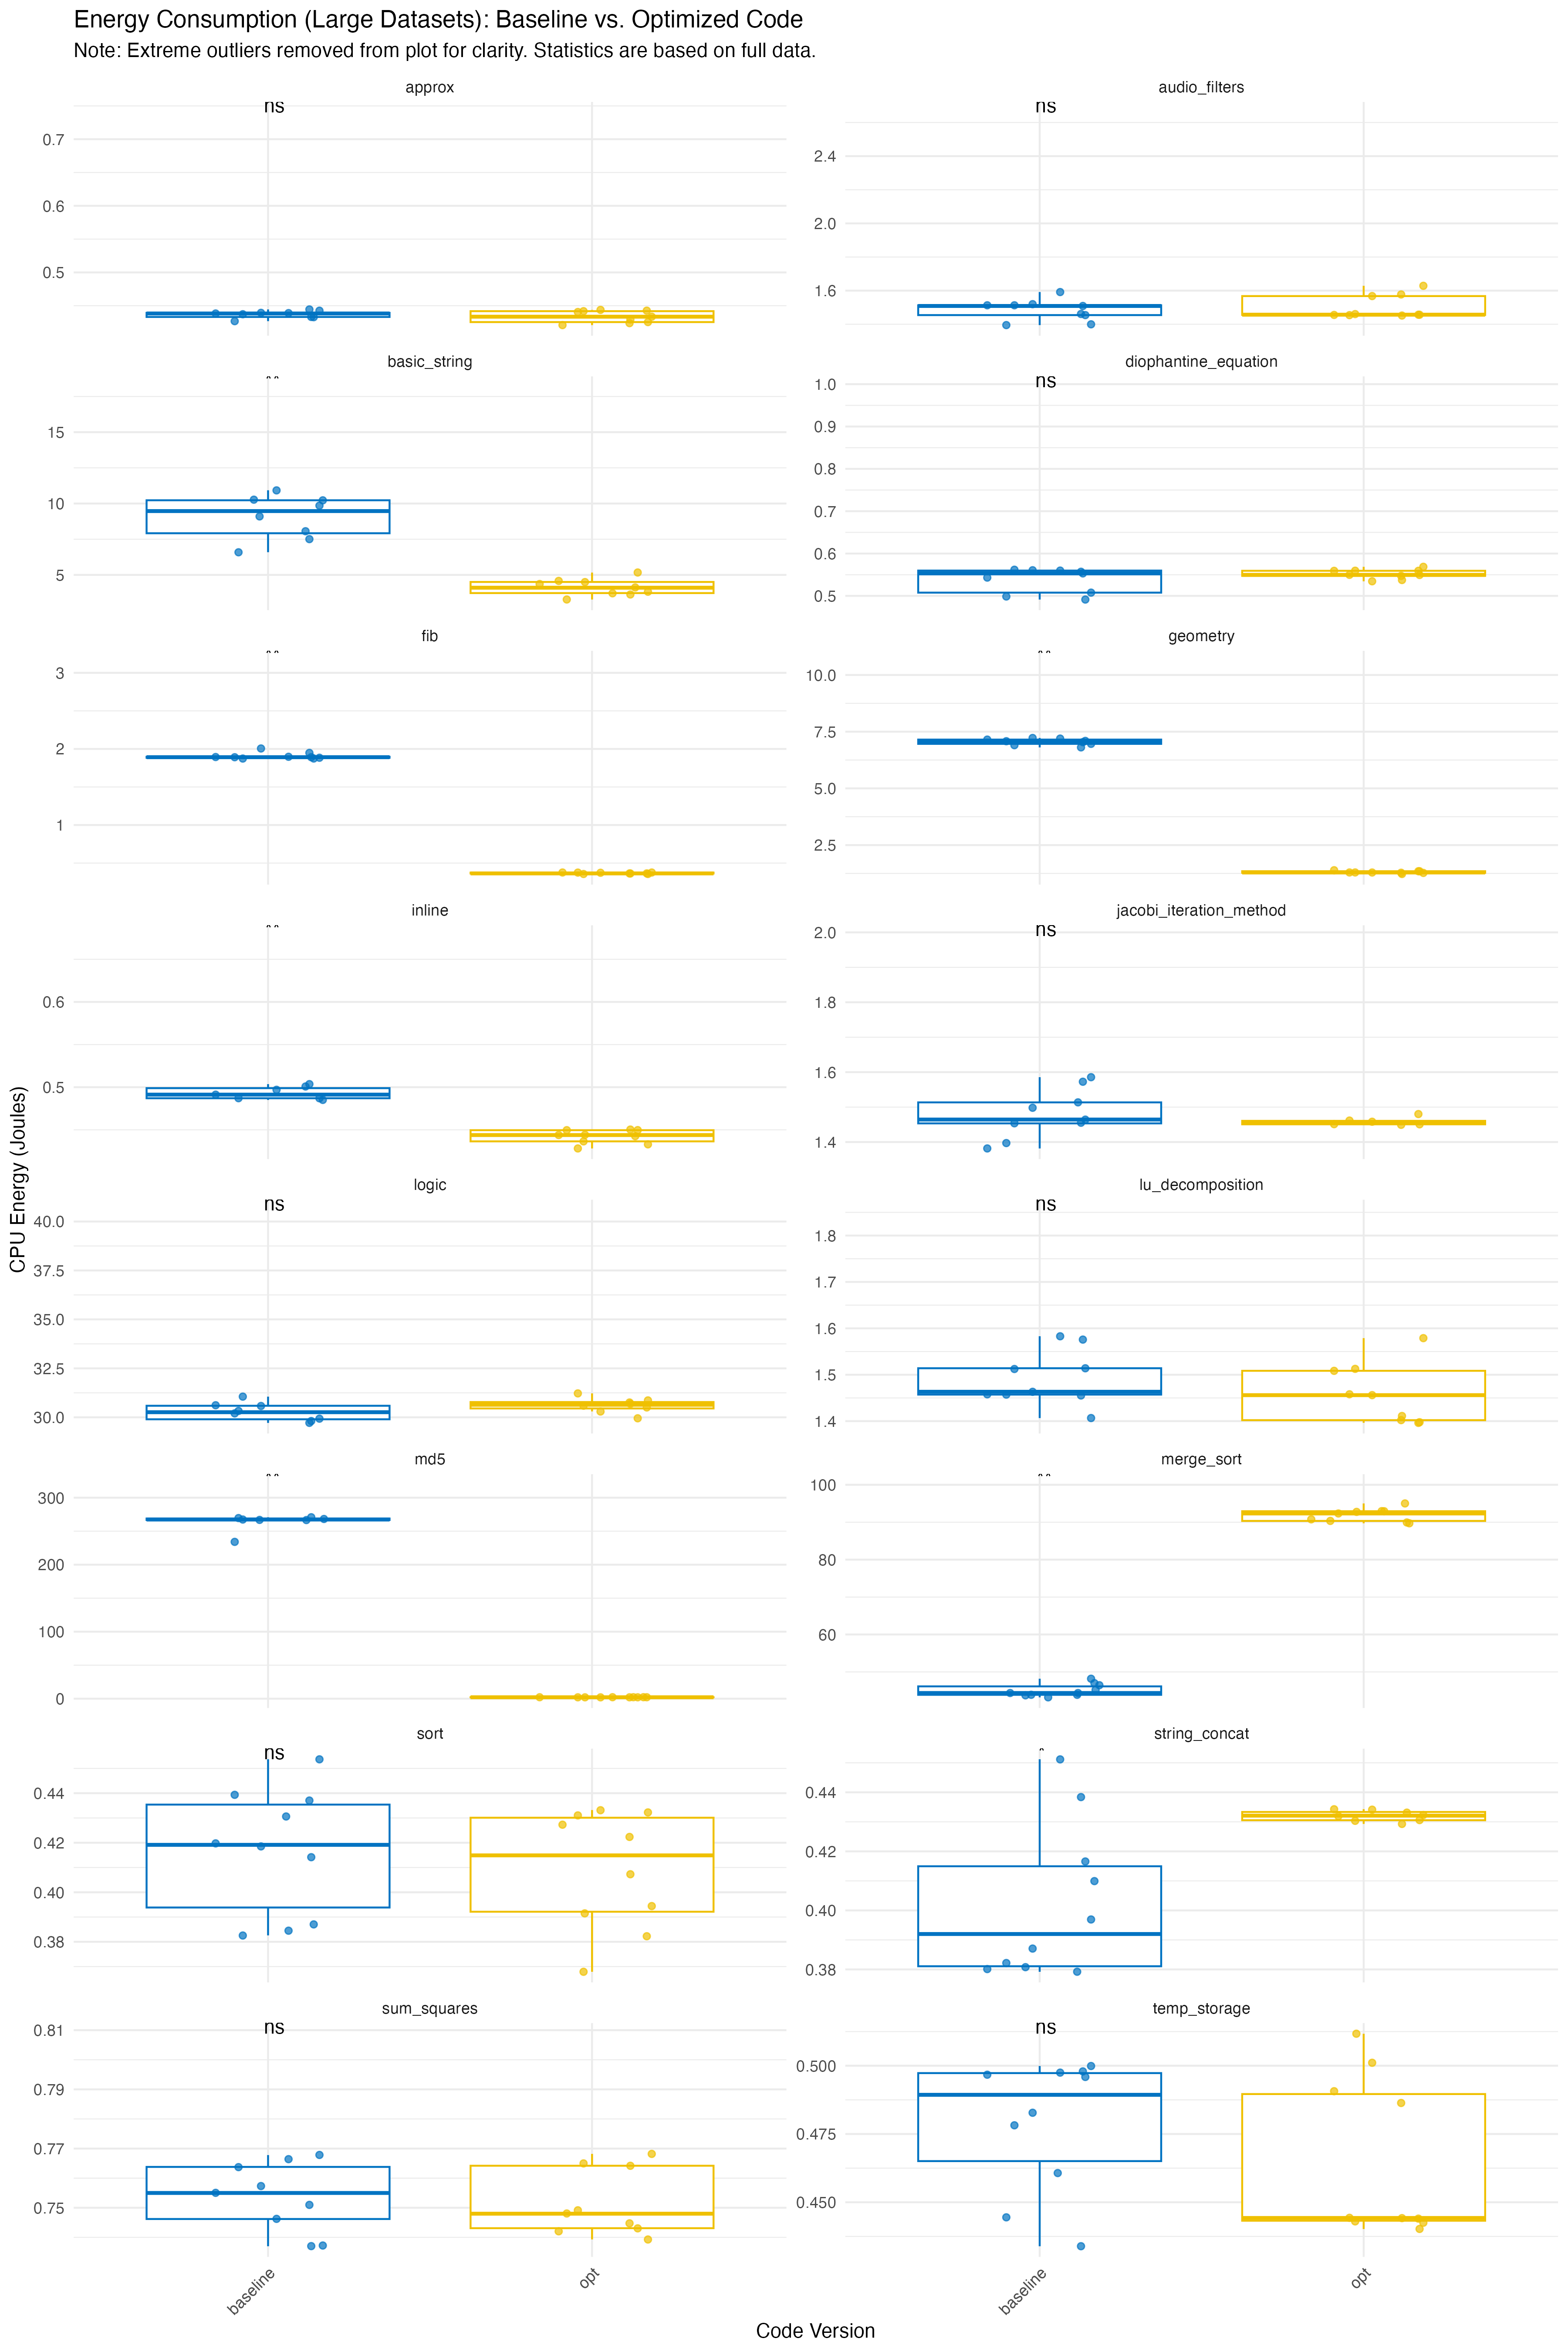 Energy Consumption (Large Datasets): Baseline vs. Optimized Code
Note: Extreme outliers removed from plot for clarity. Statistics are based on full data.
approx
ns
0.7
0.6
0.5
audio_filters
ns
2.4
2.0
1.6
basic_string
15
10
5
diophantine_equation
ns
1.0
0.9
0.8
0.7
0.6
0.5
fib
3
2
1
geometry
10.0
7.5
5.0
2.5
inline
0.6
0.5
jacobi_iteration_method
ns
2.0
1.8
1.6
1.4
CPU Energy (Joules)
logic
ns
40.0
37.5
35.0
32.5
30.0
lu_decomposition
ns
1.8
1.7
1.6
1.5
1.4
md5
300
200
100
0
merge_sort
100
80
60
sort
ns
0.44
0.42
0.40
0.38
string_concat
0.44
0.42
0.40
0.38
sum_squares
ns
0.81
0.79
0.77
0.75
temp_storage
ns
0.500
0.475
0.450
baseline
opt
baseline
opt
Code Version